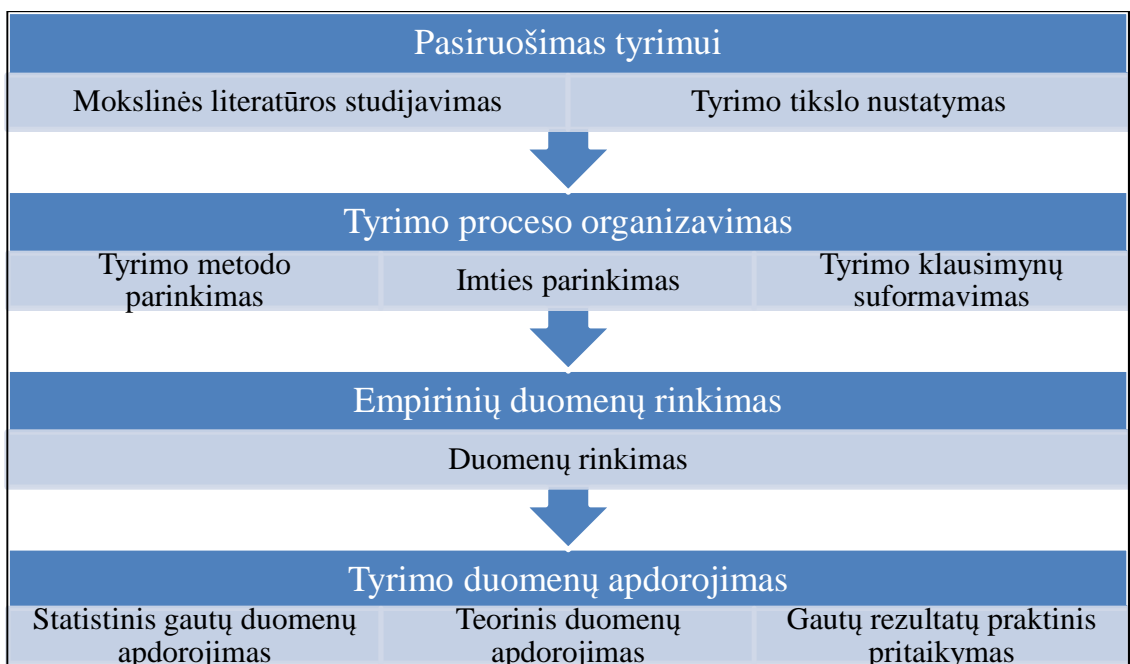 Pasiruošimas tyrimui
Mokslinės literatūros studijavimas
Tyrimo tikslo nustatymas
Tyrimo proceso organizavimas
Tyrimo metodo
parinkimas
Imties parinkimas
Tyrimo klausimynų
suformavimas
Empirinių duomenų rinkimas
Duomenų rinkimas
Tyrimo duomenų apdorojimas
Statistinis gautų duomenų
apdorojimas
Teorinis duomenų
apdorojimas
Gautų rezultatų praktinis
pritaikymas